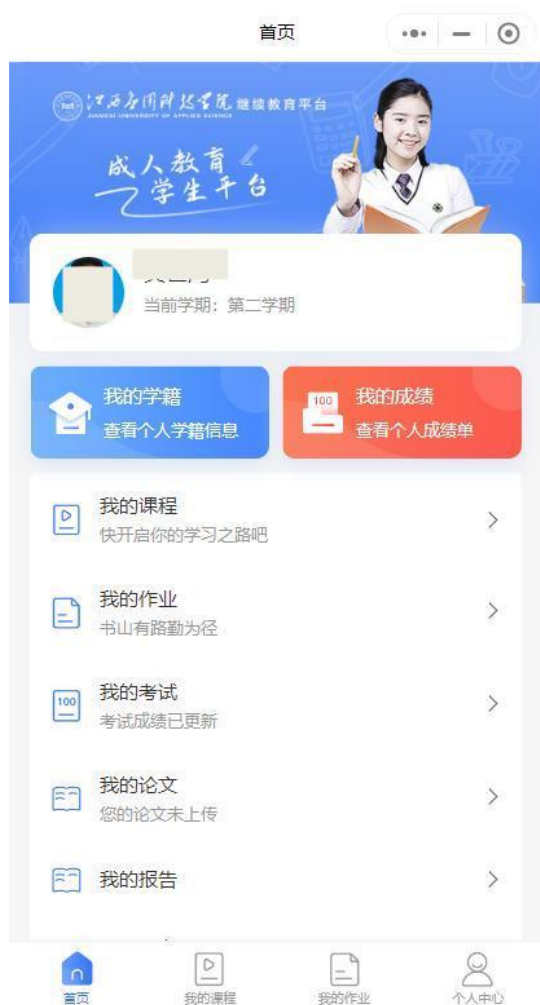 首页
江西应用科技学院 继续教育平台
JIANGXI UNIVERSITY OF APPLIED SCIENCE
成人教育
学生平台
当前学期：第二学期
我的学籍
查看个人学籍信息
100
我的成绩
查看个人成绩单
我的课程
快开启你的学习之路吧
我的作业
书山有路勤为径
100
我的考试
考试成绩已更新
我的论文
您的论文未上传
我的报告
首页
我的课程
我的作业
个人中心